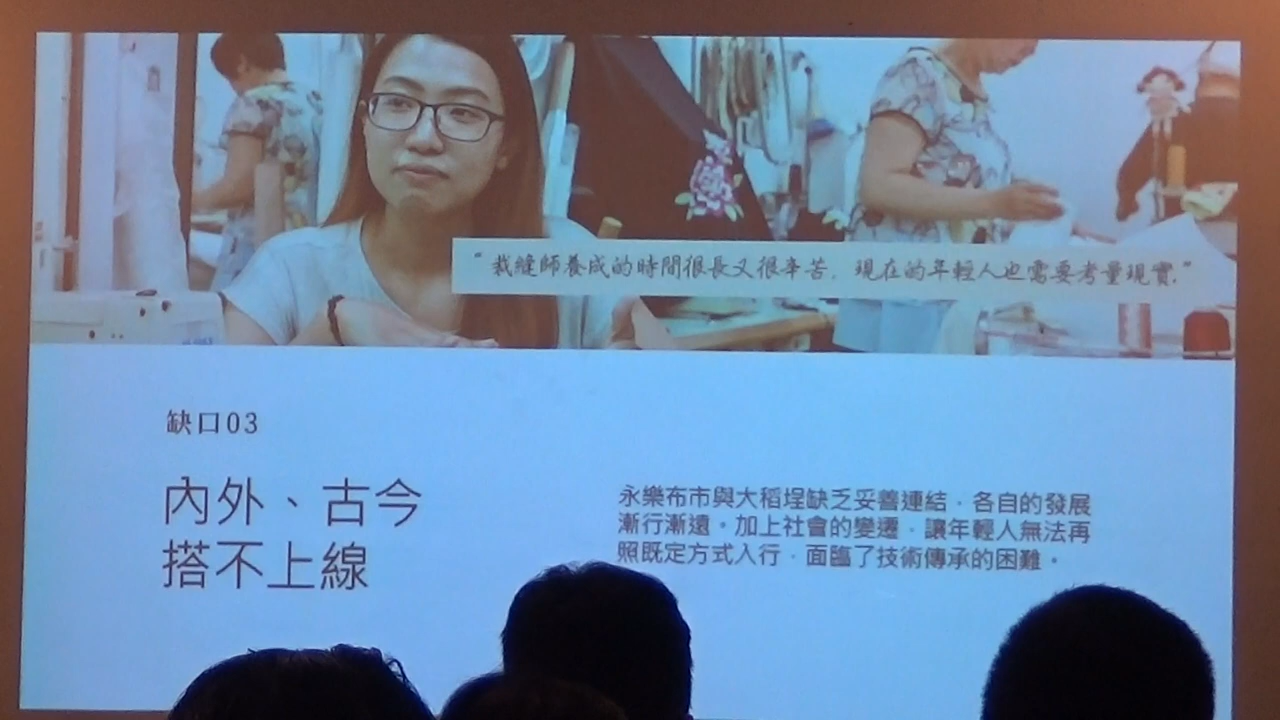 “裁縫師養成的時間很長又很辛苦，現在的年輕人也需要考量現實.”
缺口03
內外、古今
搭不上線
永樂布市與大稻埕缺乏妥善連結，各自的發展
漸行漸遠。加上社會的變遷，讓年輕人無法再
照既定方式入行，面臨了技術傳承的困難。